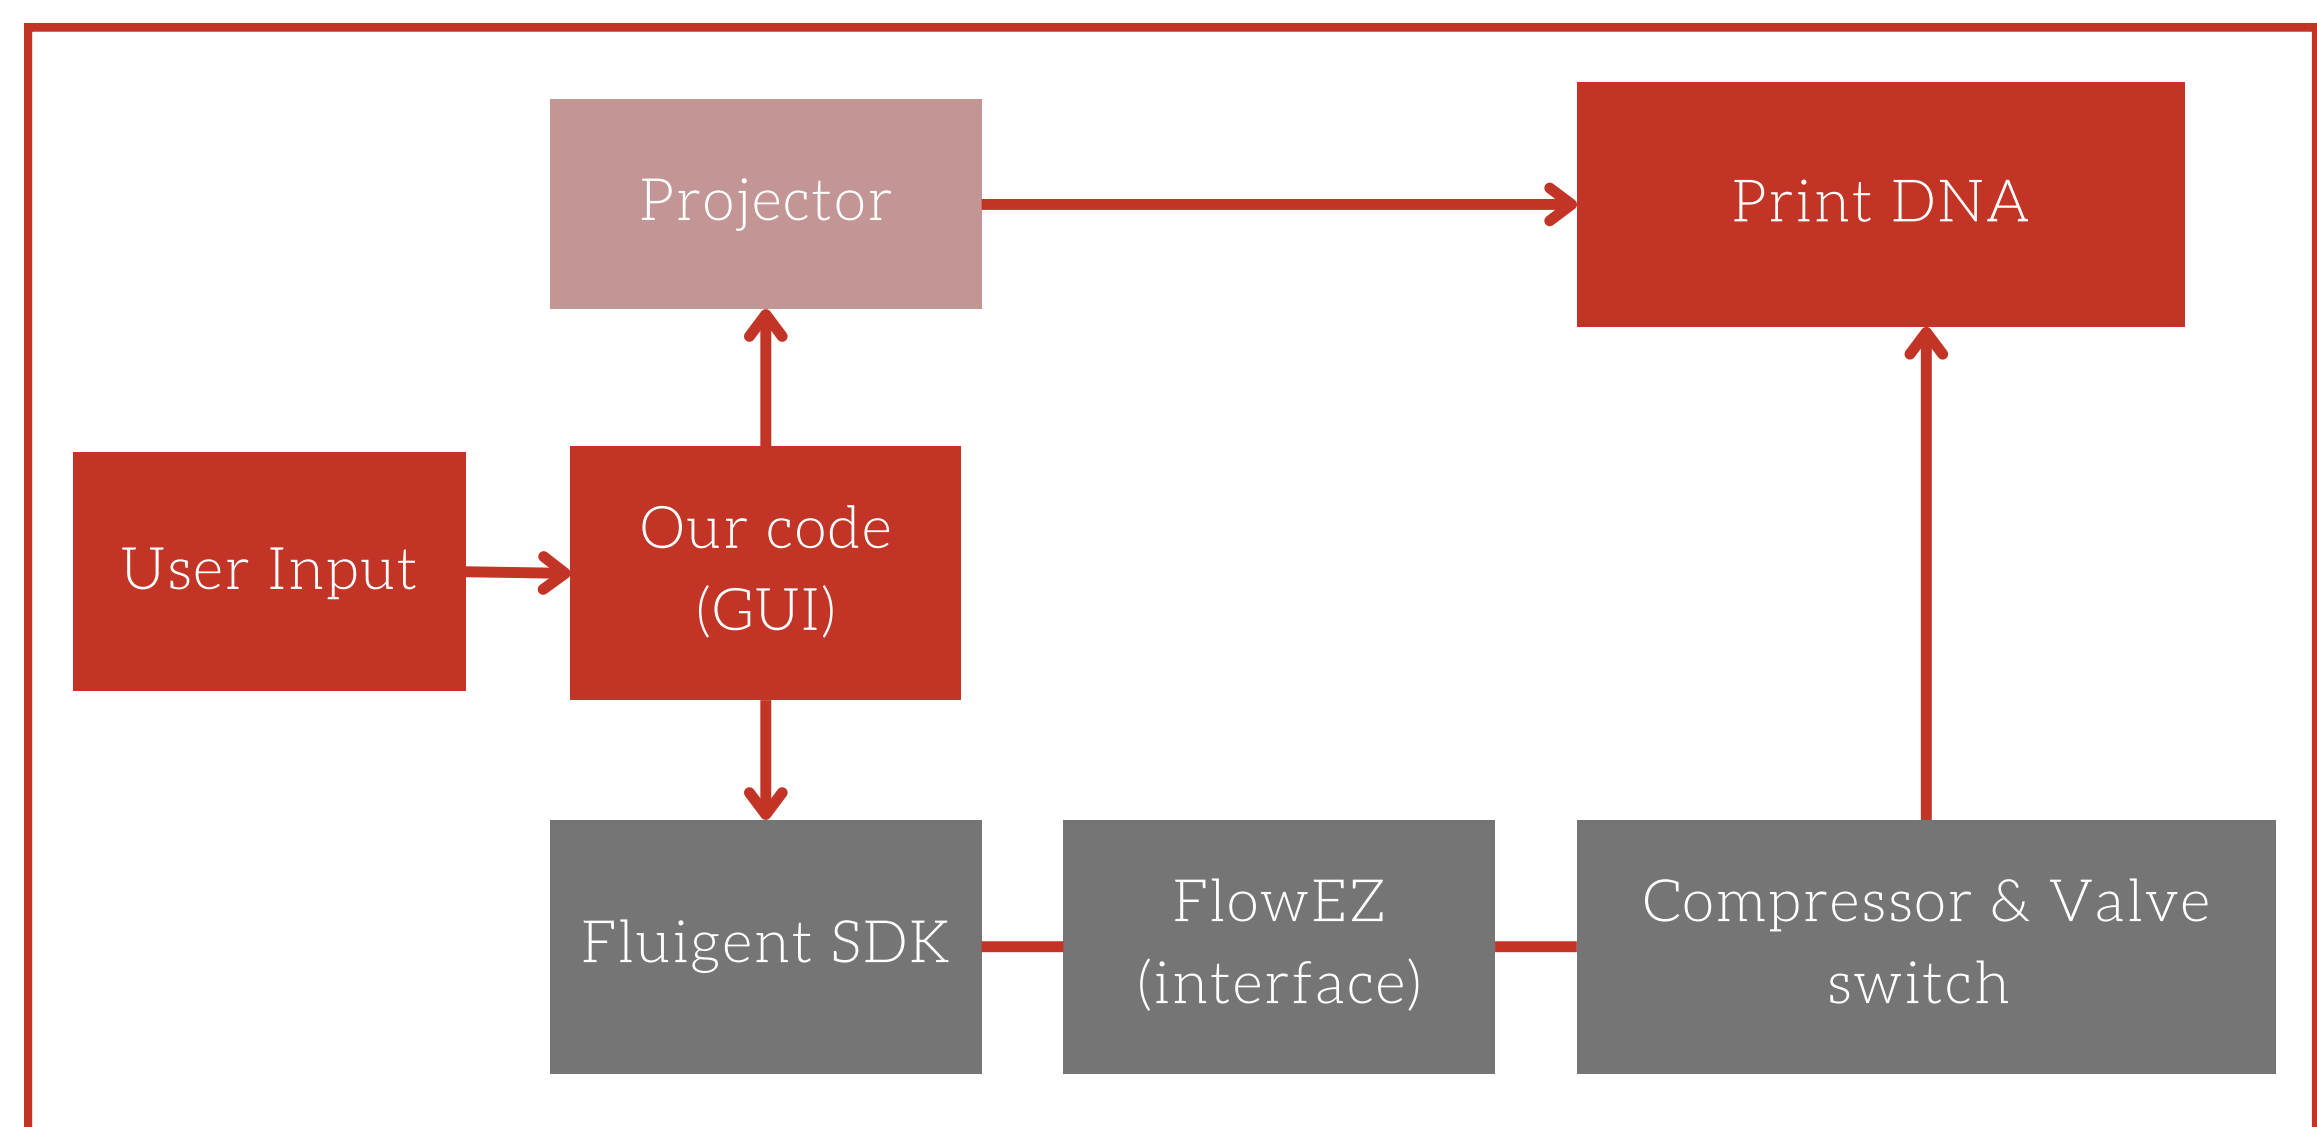 Projector
Print DNA
User Input
Our code
(GUI)
Fluigent SDK
FlowEZ
(interface)
Compressor & Valve
switch